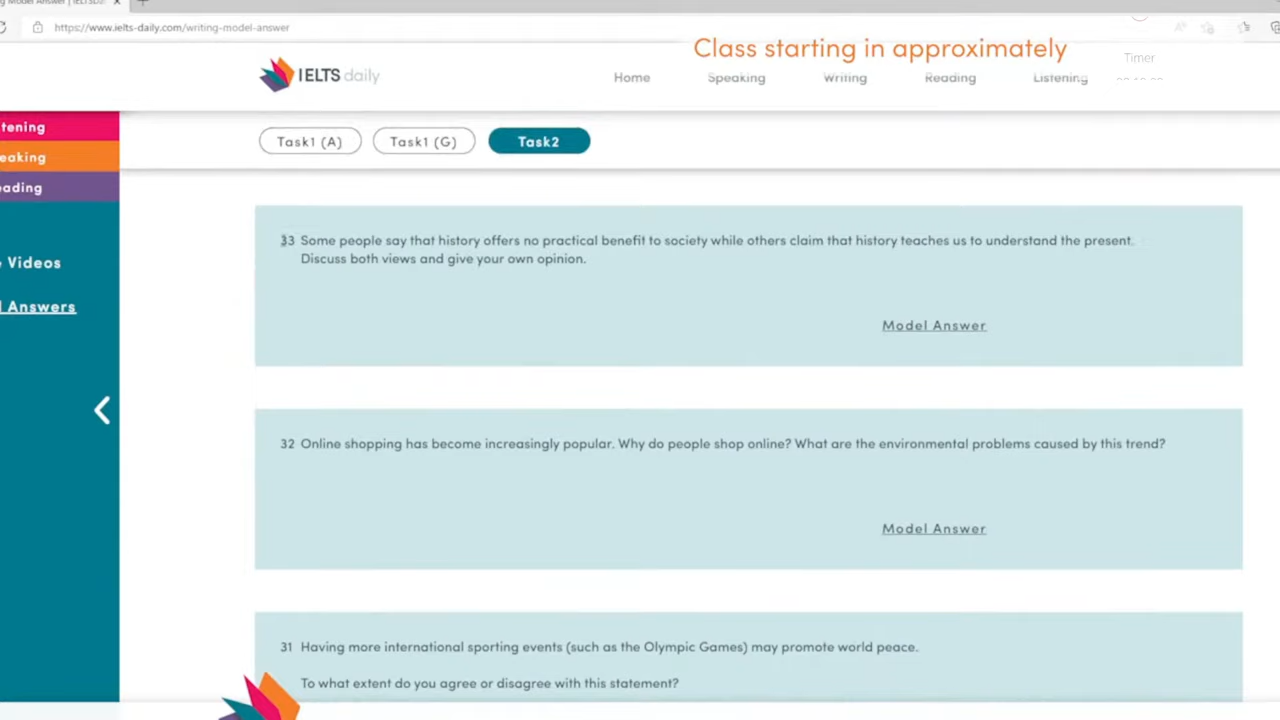 https://www.ielts-daily.com/writing-model-answer
Class starting in approximately
Timer
IELTS daily
Home
Speaking
Writing
Reading
Listening
tening
eaking
ading
Videos
Answers
Task1 (A)
Task1 (G)
Task2
33 Some people say that history offers no practical benefit to society while others claim that history teaches us to understand the present.
Discuss both views and give your own opinion.
Model Answer
32 Online shopping has become increasingly popular. Why do people shop online? What are the environmental problems caused by this trend?
Model Answer
31 Having more international sporting events (such as the Olympic Games) may promote world peace.
To what extent do you agree or disagree with this statement?